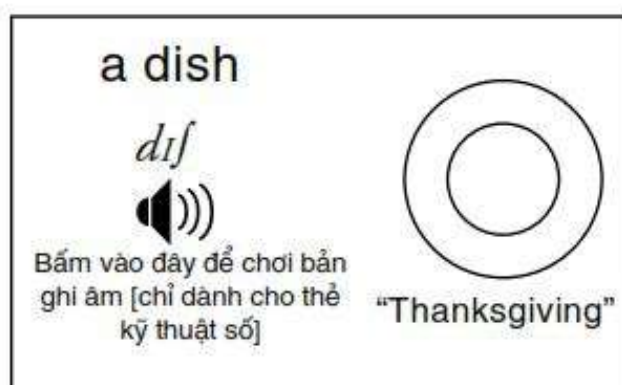 a dish
dɪʃ
Bấm vào đây để chơi bản
ghi âm [chỉ dành cho thẻ
kỹ thuật số]
“Thanksgiving”